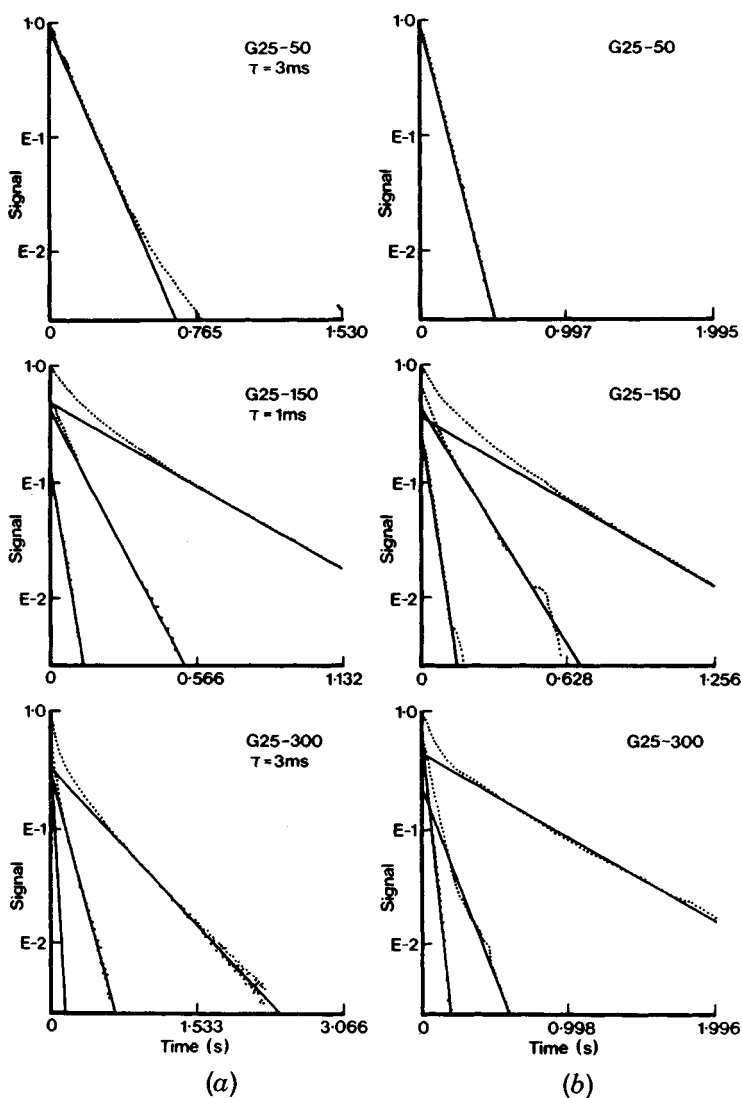 1·0
G25-50
τ = 3ms
E-1
Signal
E-2
0
0·765
1·530
1·0
G25-50
E-1
Signal
E-2
0
0·997
1·995
1·0
G25-150
τ = 1ms
E-1
Signal
E-2
0
0·566
1·132
1·0
G25-150
E-1
Signal
E-2
0
0·628
1·256
1·0
G25-300
τ = 3ms
E-1
Signal
E-2
0
1·533
3·066
Time (s)
(a)
1·0
G25-300
E-1
Signal
E-2
0
0·998
1·996
Time (s)
(b)